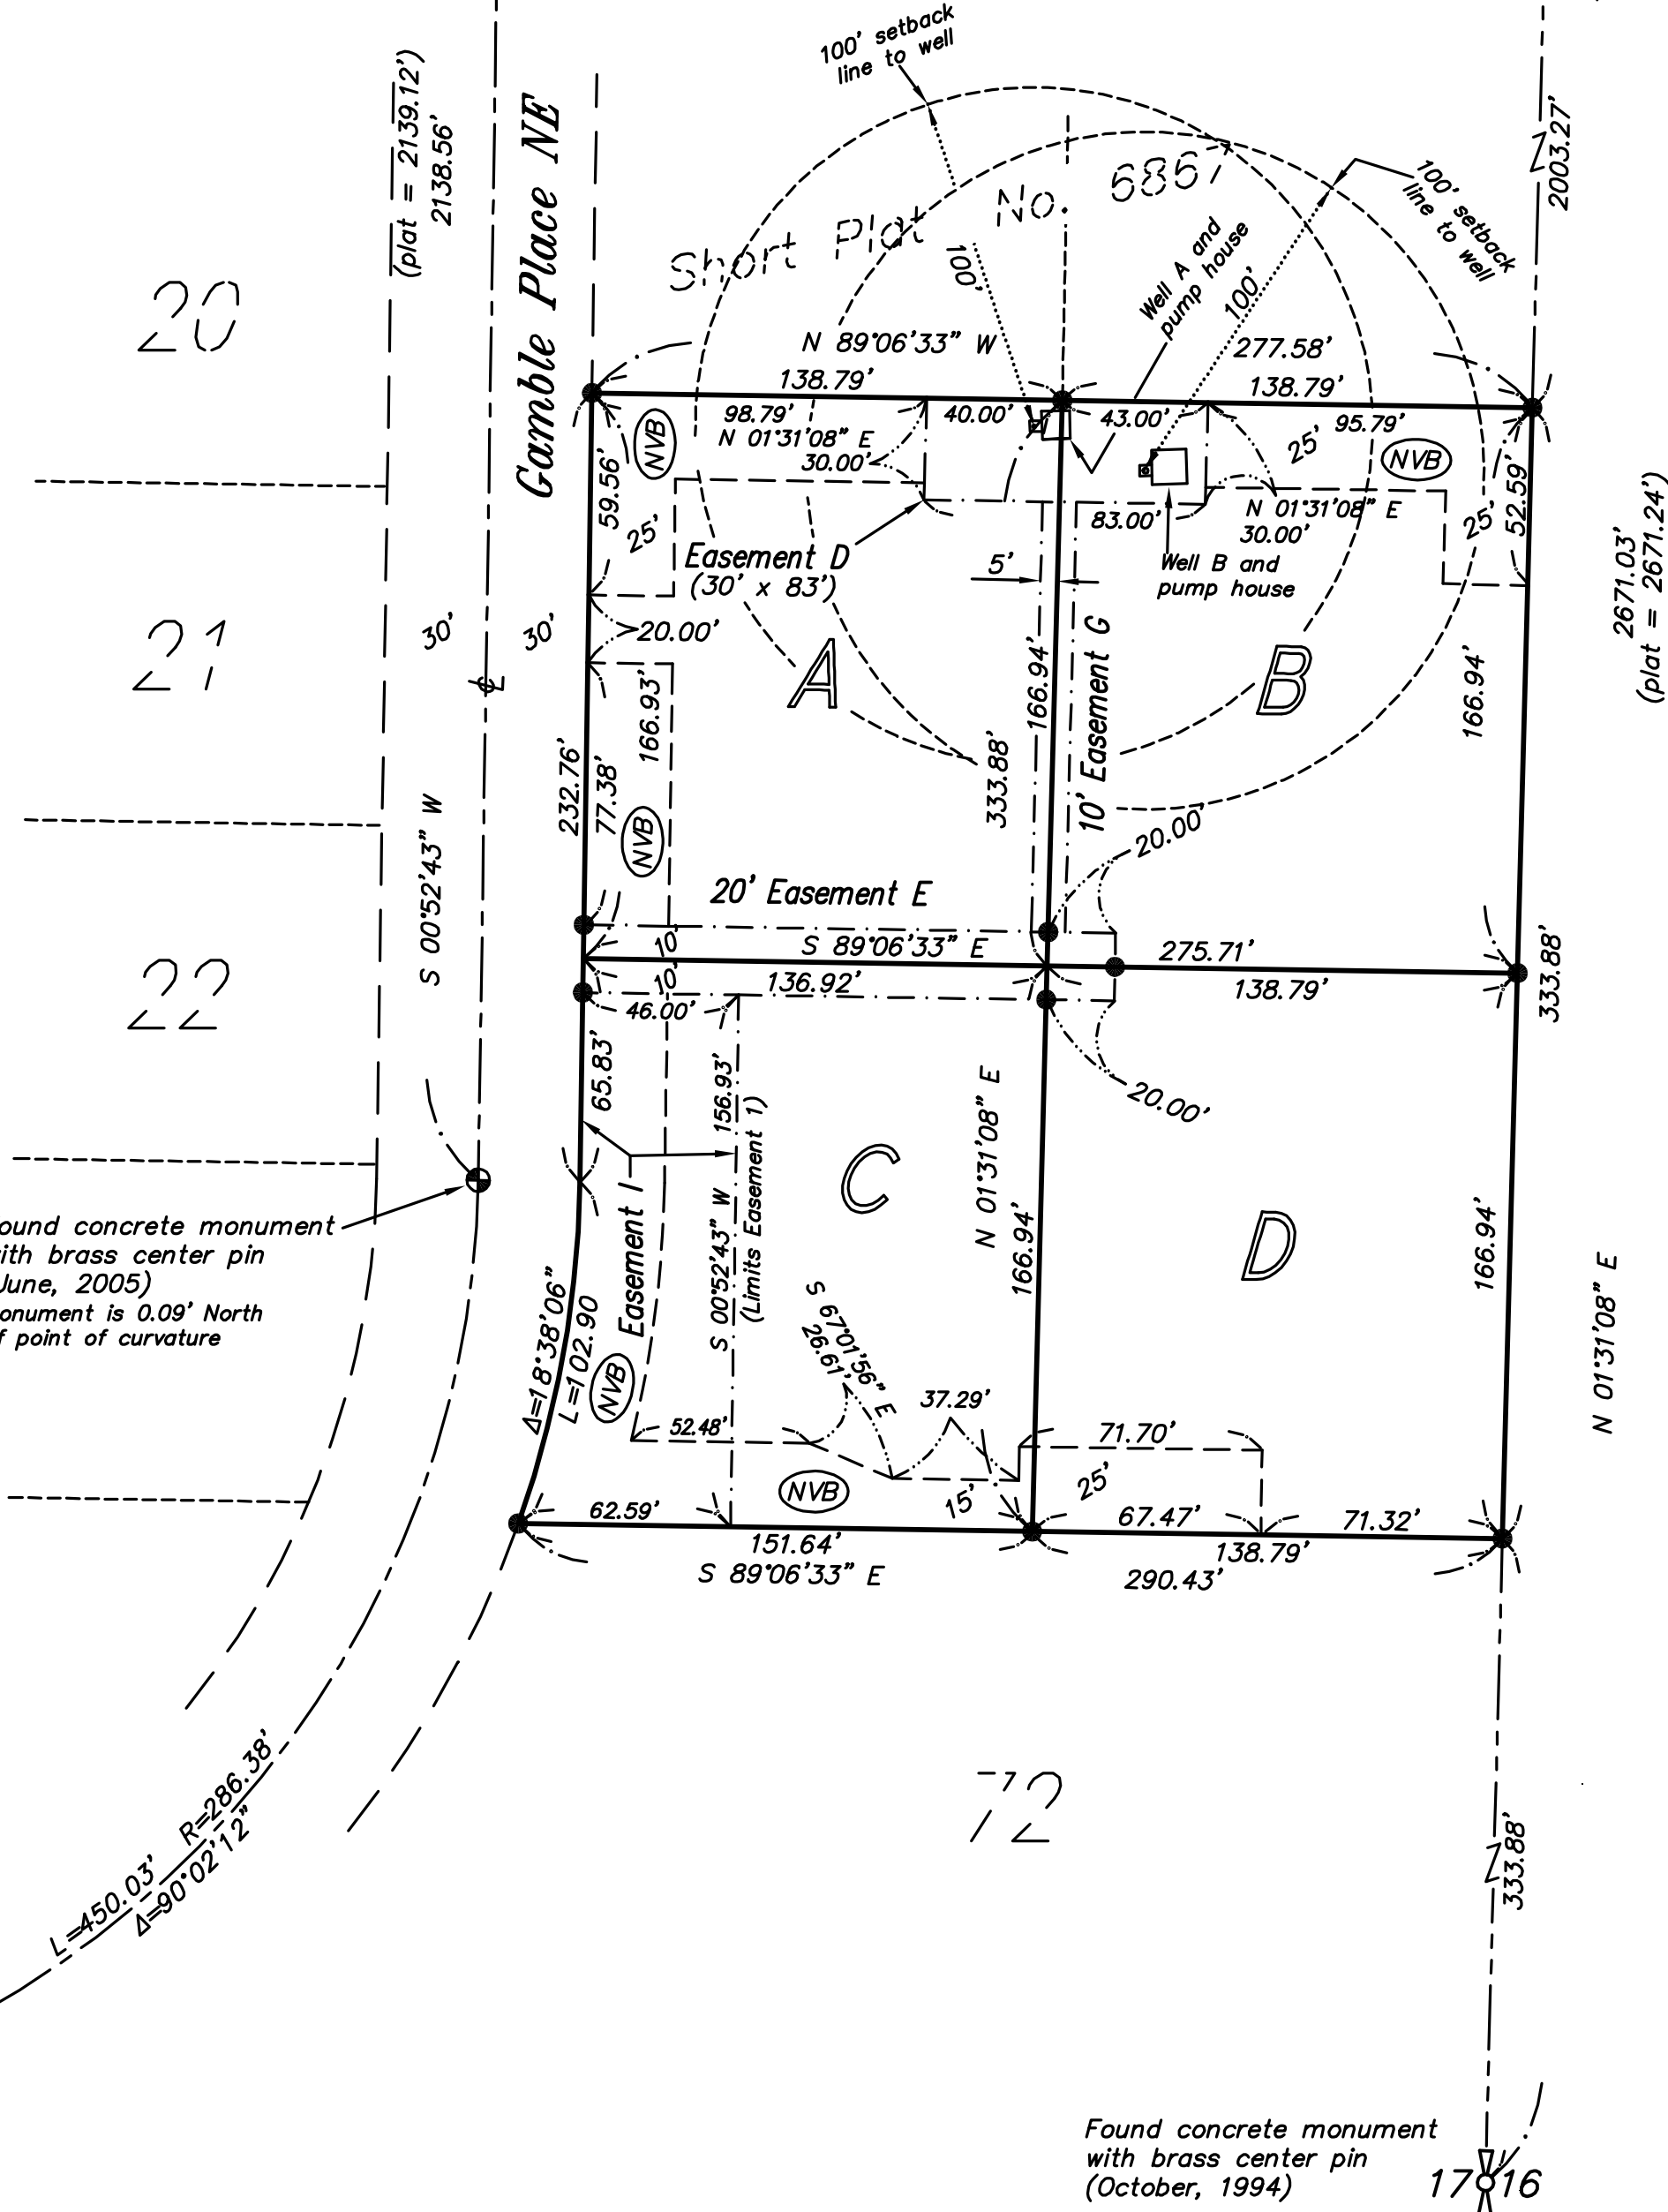 100' setback
line to well
(plat = 2139.12')
2138.56'
Gamble Place NE
2003.27'
100' setback
line to well
Short Plat No. 6867
100'
Well A and
pump house
100'
20
N 89°06'33" W
277.58'
138.79'
138.79'
98.79'
40.00'
43.00'
95.79'
N 01°31'08" E
30.00'
NVB
25'
NVB
59.56'
25'
83.00'
N 01°31'08" E
30.00'
25'
52.59'
Easement D
(30' x 83')
5'
Well B and
pump house
2671.03'
(plat = 2671.24')
21
30'
30'
20.00'
A
B
166.93'
166.94'
10' Easement G
166.94'
232.76'
77.38'
333.88'
NVB
20.00'
S 00°52'43" W
20' Easement E
10'
S 89°06'33" E
275.71'
22
10'
136.92'
138.79'
333.88'
46.00'
65.83'
156.93'
S 00°52'43" W
(Limits Easement 1)
N 01°31'08" E
20.00'
C
D
Easement I
166.94'
166.94'
ound concrete monument
ith brass center pin
June, 2005)
onument is 0.09' North
f point of curvature
Δ=18°38'06"
L=102.90
NVB
S 67°01'56" E
26.61'
N 01°31'08" E
37.29'
52.48'
71.70'
NVB
15'
25'
62.59'
67.47'
71.32'
151.64'
138.79'
S 89°06'33" E
290.43'
72
R=286.38'
L=450.03'
Δ=90°02'12"
333.88'
Found concrete monument
with brass center pin
(October, 1994)
17 16